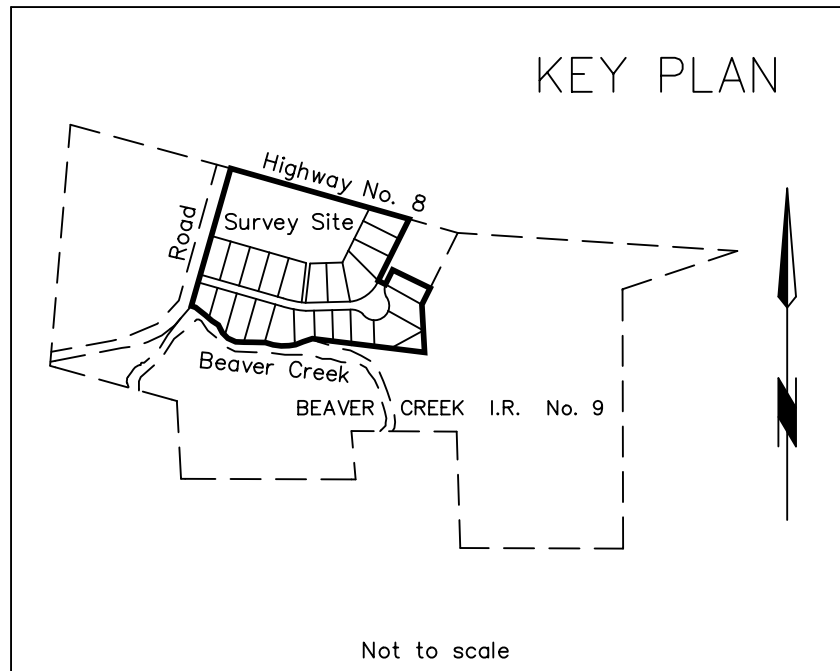 KEY PLAN
Highway No. 8
Road
Survey Site
Beaver Creek
BEAVER CREEK I.R. No. 9
N
Not to scale